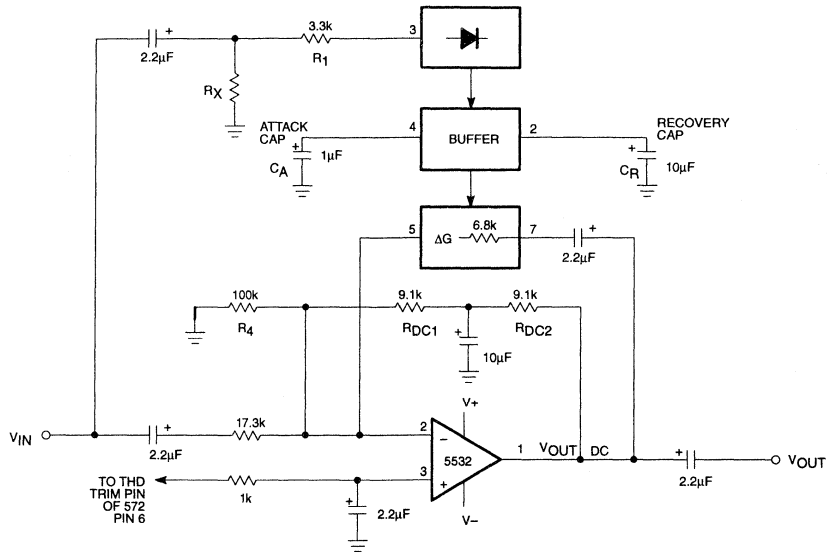 3.3k
3
2.2µF
+
R1
RX
ATTACK
CAP
4
BUFFER
2
RECOVERY
CAP
+
1µF
CA
+
CR
10µF
5
ΔG
6.8k
7
+
2.2µF
100k
R4
9.1k
RDC1
9.1k
RDC2
+
10µF
V+
VIN
+
2.2µF
17.3k
2
−
5532
1
VOUT DC
+
2.2µF
VOUT
3
+
TO THD
TRIM PIN
OF 572
PIN 6
1k
+
2.2µF
V−